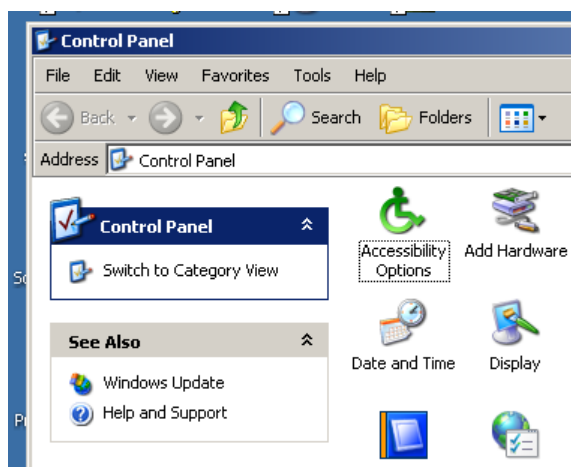 Control Panel
File Edit View Favorites Tools Help
Back Search Folders
Address Control Panel
Control Panel
Switch to Category View
See Also
Windows Update
Help and Support
Accessibility
Options
Add Hardware
Date and Time
Display